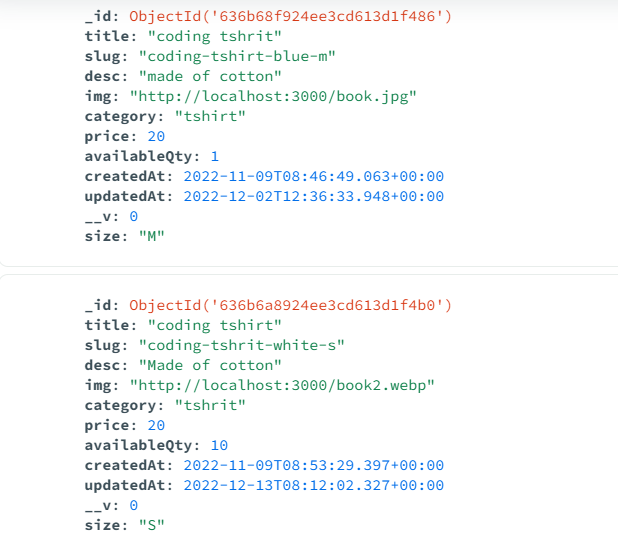 _id: ObjectId('636b68f924ee3cd613d1f486')
title: "coding tshrit"
slug: "coding-tshirt-blue-m"
desc: "made of cotton"
img: "http://localhost:3000/book.jpg"
category: "tshirt"
price: 20
availableQty: 1
createdAt: 2022-11-09T08:46:49.063+00:00
updatedAt: 2022-12-02T12:36:33.948+00:00
__v: 0
size: "M"
_id: ObjectId('636b6a8924ee3cd613d1f4b0')
title: "coding tshirt"
slug: "coding-tshrit-white-s"
desc: "Made of cotton"
img: "http://localhost:3000/book2.webp"
category: "tshrit"
price: 20
availableQty: 10
createdAt: 2022-11-09T08:53:29.397+00:00
updatedAt: 2022-12-13T08:12:02.327+00:00
__v: 0
size: "S"